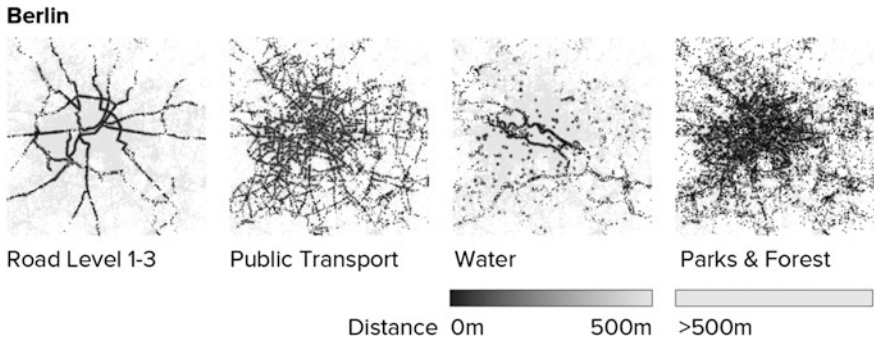 Berlin
Road Level 1-3 Public Transport Water Parks & Forest
Distance 0m 500m >500m